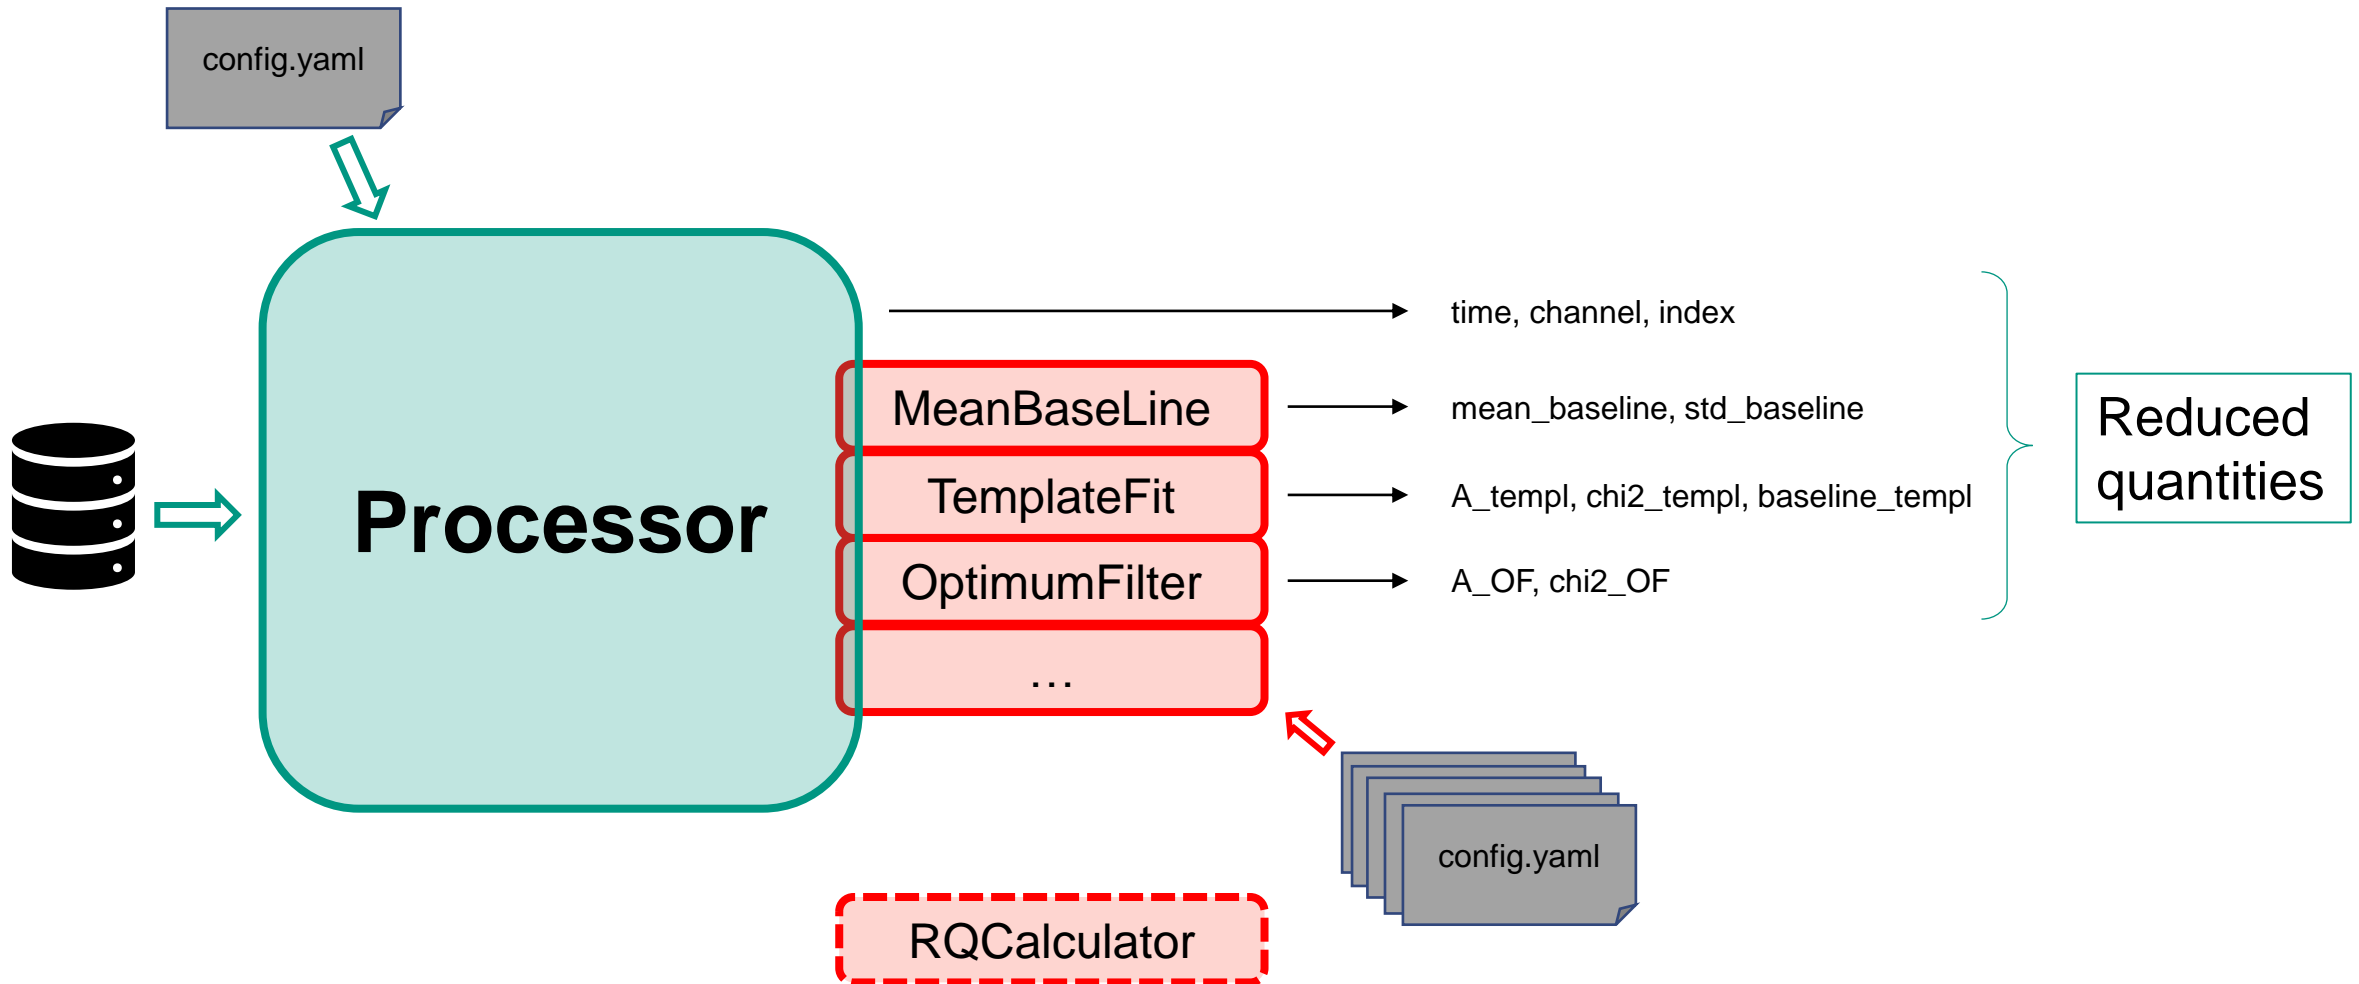 config.yaml
Processor
time, channel, index
MeanBaseLine
mean_baseline, std_baseline
TemplateFit
A_templ, chi2_templ, baseline_templ
OptimumFilter
A_OF, chi2_OF
…
Reduced
quantities
config.yaml
RQCalculator